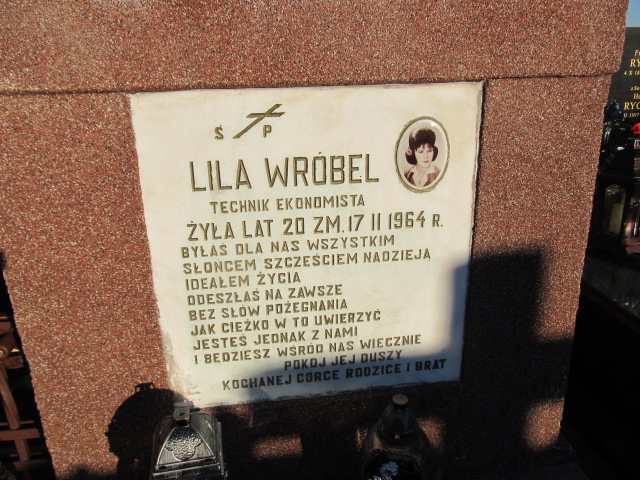 Ś P
LILA WRÓBEL
TECHNIK EKONOMISTA
ŻYŁA LAT 20 ZM. 17 II 1964 R.
BYŁAŚ DLA NAS WSZYSTKIM
SŁOŃCEM SZCZĘŚCIEM NADZIEJĄ
IDEAŁEM ŻYCIA
ODESZŁAŚ NA ZAWSZE
BEZ SŁÓW POŻEGNANIA
JAK CIĘŻKO W TO UWIERZYĆ
JESTEŚ JEDNAK Z NAMI
I BĘDZIESZ WŚRÓD NAS WIECZNIE
POKÓJ JEJ DUSZY
KOCHANEJ CÓRCE RODZICE I BRAT